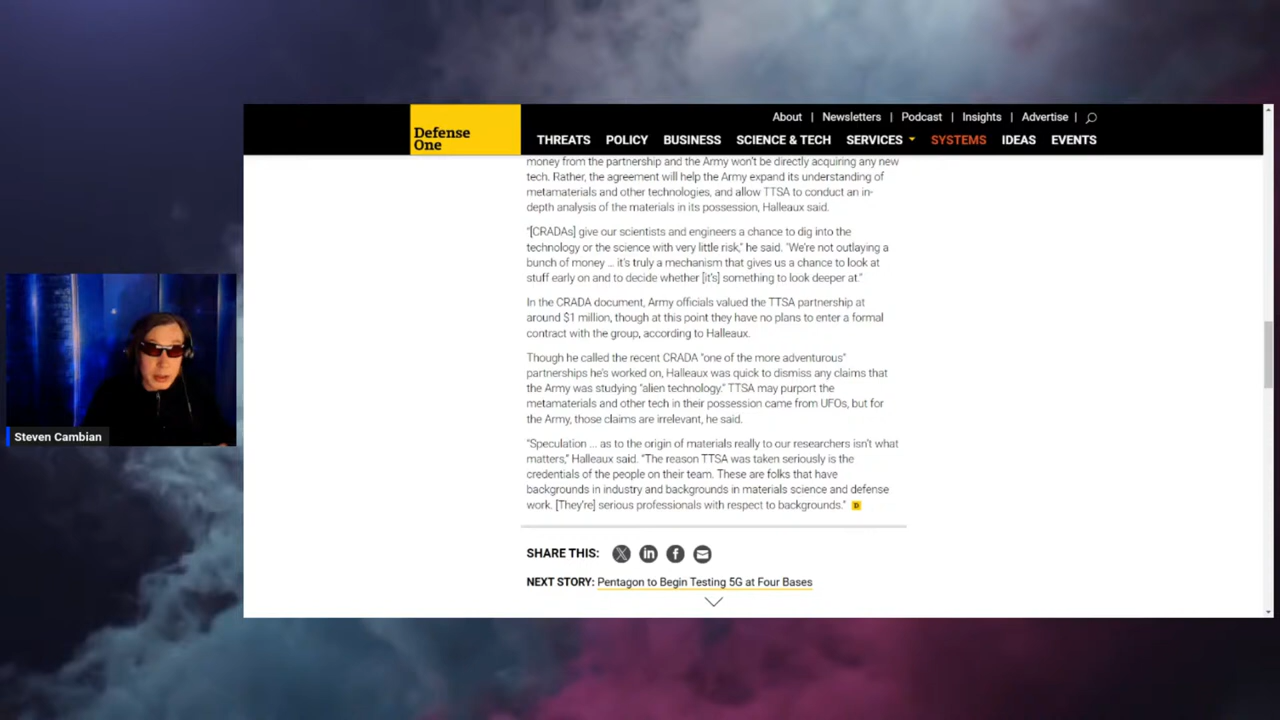 About | Newsletters | Podcast | Insights | Advertise |
Defense
One
THREATS POLICY BUSINESS SCIENCE & TECH SERVICES SYSTEMS IDEAS EVENTS
money from the partnership and the Army won't be directly acquiring any new
tech. Rather, the agreement will help the Army expand its understanding of
metamaterials and other technologies, and allow TTSA to conduct an in-
depth analysis of the materials in its possession, Halleaux said.
"[CRADAs] give our scientists and engineers a chance to dig into the
technology or the science with very little risk," he said. "We're not outlaying a
bunch of money ... it's truly a mechanism that gives us a chance to look at
stuff early on and to decide whether [it's] something to look deeper at."
In the CRADA document, Army officials valued the TTSA partnership at
around $1 million, though at this point they have no plans to enter a formal
contract with the group, according to Halleaux.
Though he called the recent CRADA "one of the more adventurous"
partnerships he's worked on, Halleaux was quick to dismiss any claims that
the Army was studying "alien technology." TTSA may purport the
metamaterials and other tech in their possession came from UFOs, but for
the Army, those claims are irrelevant, he said.
"Speculation ... as to the origin of materials really to our researchers isn't what
matters," Halleaux said. "The reason TTSA was taken seriously is the
credentials of the people on their team. These are folks that have
backgrounds in industry and backgrounds in materials science and defense
work. [They're] serious professionals with respect to backgrounds." D
SHARE THIS:
NEXT STORY: Pentagon to Begin Testing 5G at Four Bases
Steven Cambian